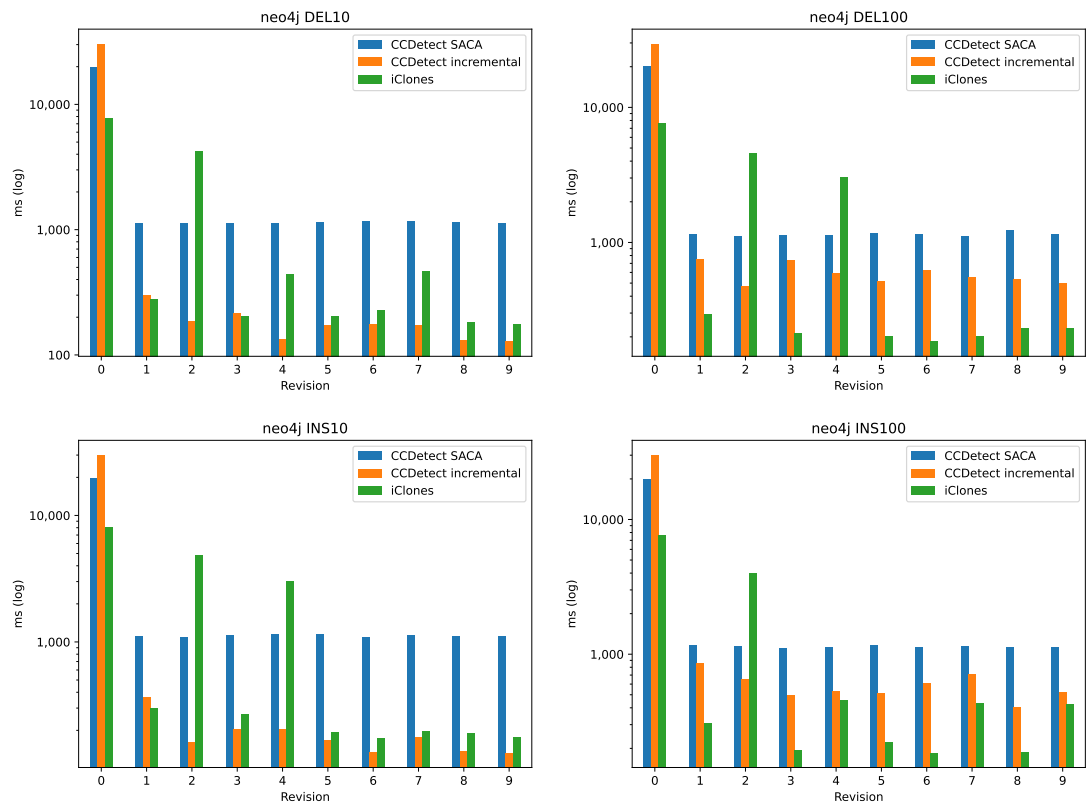 neo4j DEL10
ms (log)
10,000
1,000
100
CCDetect SACA
CCDetect incremental
iClones
0 1 2 3 4 5 6 7 8 9
Revision
neo4j DEL100
ms (log)
10,000
1,000
CCDetect SACA
CCDetect incremental
iClones
0 1 2 3 4 5 6 7 8 9
Revision
neo4j INS10
ms (log)
10,000
1,000
CCDetect SACA
CCDetect incremental
iClones
0 1 2 3 4 5 6 7 8 9
Revision
neo4j INS100
ms (log)
10,000
1,000
CCDetect SACA
CCDetect incremental
iClones
0 1 2 3 4 5 6 7 8 9
Revision